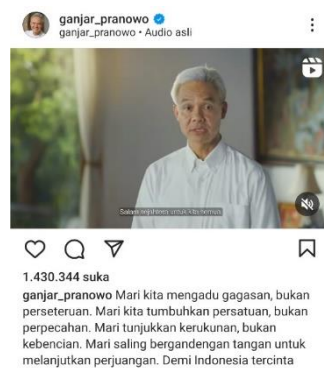 ganjar_pranowo
ganjar_pranowo • Audio asli
Salam sejahtera untuk kita semua
1.430.344 suka
ganjar_pranowo Mari kita mengadu gagasan, bukan
perseteruan. Mari kita tumbuhkan persatuan, bukan
perpecahan. Mari tunjukkan kerukunan, bukan
kebencian. Mari saling bergandengan tangan untuk
melanjutkan perjuangan. Demi Indonesia tercinta